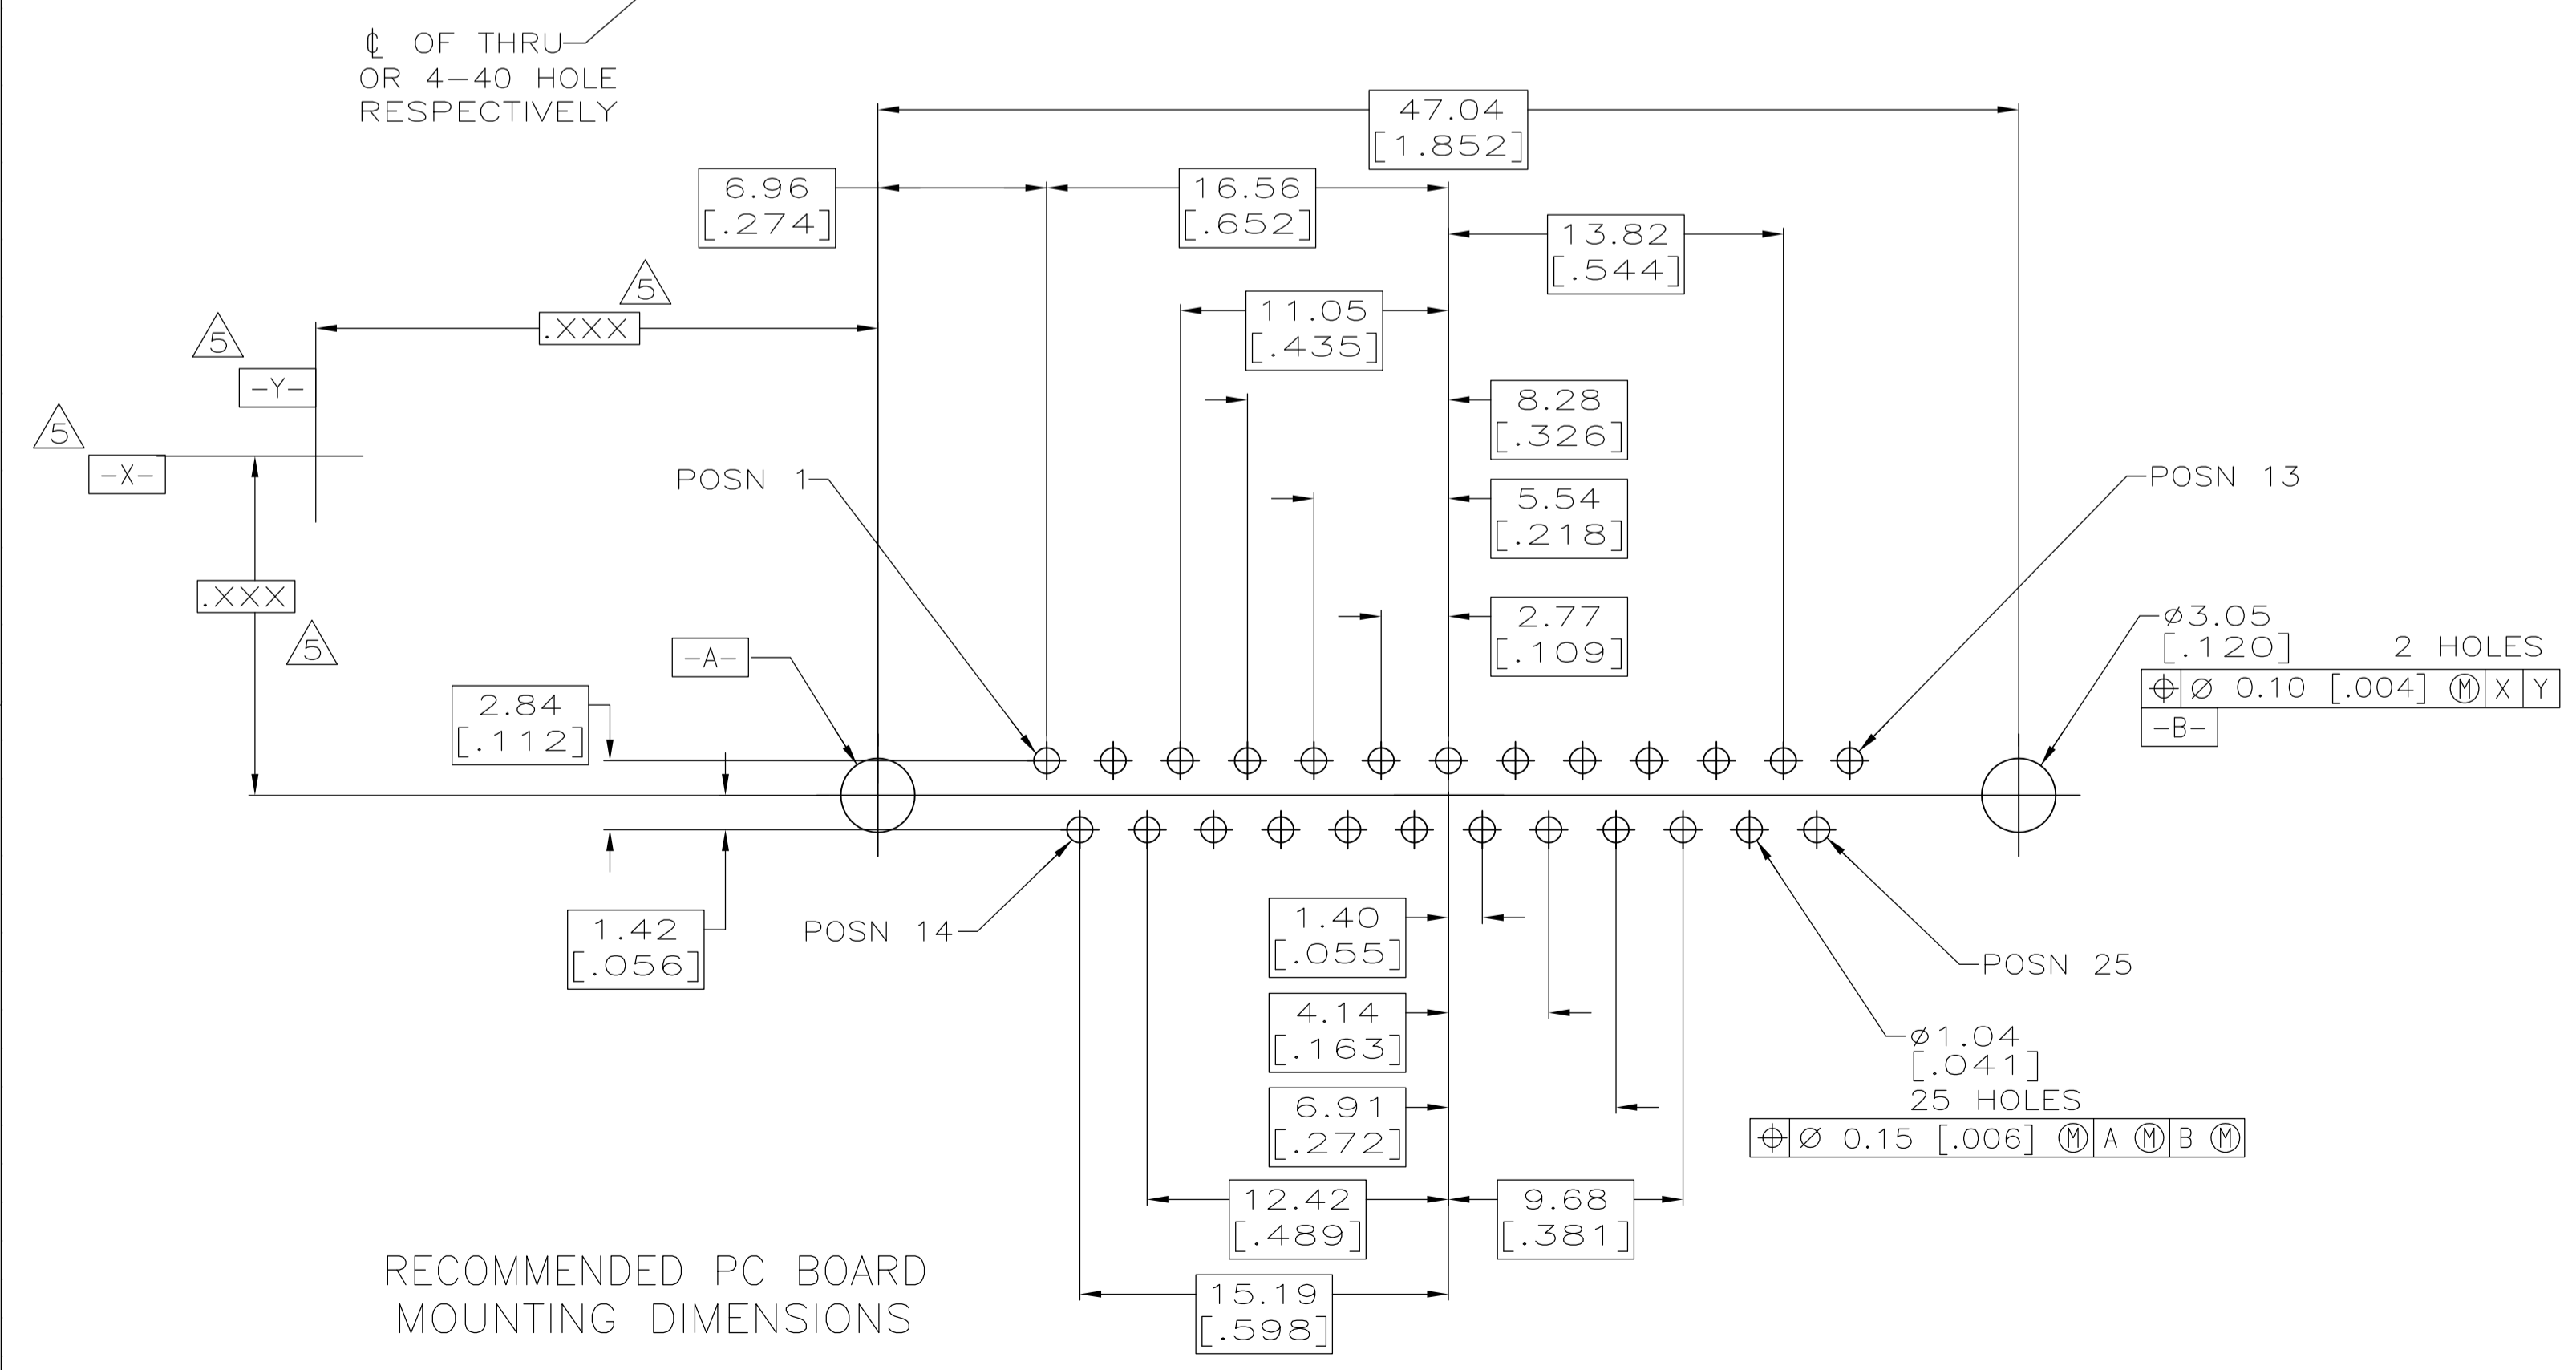 ℄ OF THRU
OR 4-40 HOLE
RESPECTIVELY
47.04
[1.852]
6.96
[.274]
16.56
[.652]
13.82
[.544]
11.05
[.435]
5
.XXX
5
-Y-
5
-X-
8.28
[.326]
5.54
[.218]
2.77
[.109]
POSN 1
POSN 13
.XXX
5
-A-
⌀3.05
[.120] 2 HOLES
⌖ ⌀ 0.10 [.004] Ⓜ X Y
-B-
2.84
[.112]
1.42
[.056]
POSN 14
1.40
[.055]
POSN 25
4.14
[.163]
⌀1.04
[.041]
25 HOLES
⌖ ⌀ 0.15 [.006] Ⓜ A Ⓜ B Ⓜ
6.91
[.272]
12.42
[.489]
9.68
[.381]
15.19
[.598]
RECOMMENDED PC BOARD
MOUNTING DIMENSIONS